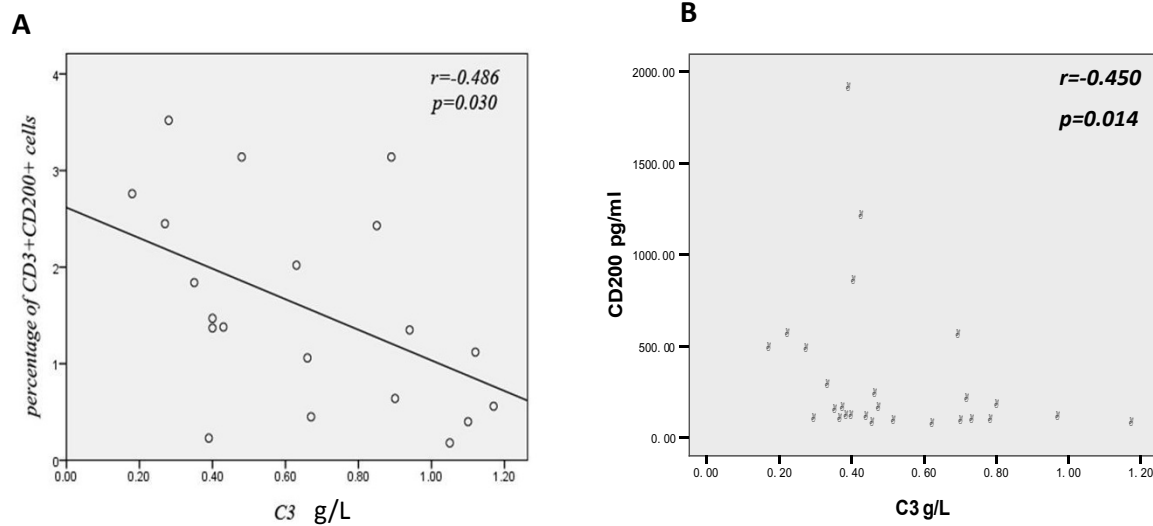 A
r=-0.486
p=0.030
percentage of CD3+CD200+ cells
4
3
2
1
0
0.00 0.20 0.40 0.60 0.80 1.00 1.20
C3 g/L
B
r=-0.450
p=0.014
CD200 pg/ml
2000. 00
1500. 00
1000. 00
500. 00
0. 00
0. 00 0. 20 0. 40 0. 60 0. 80 1. 00 1. 20
C3 g/L